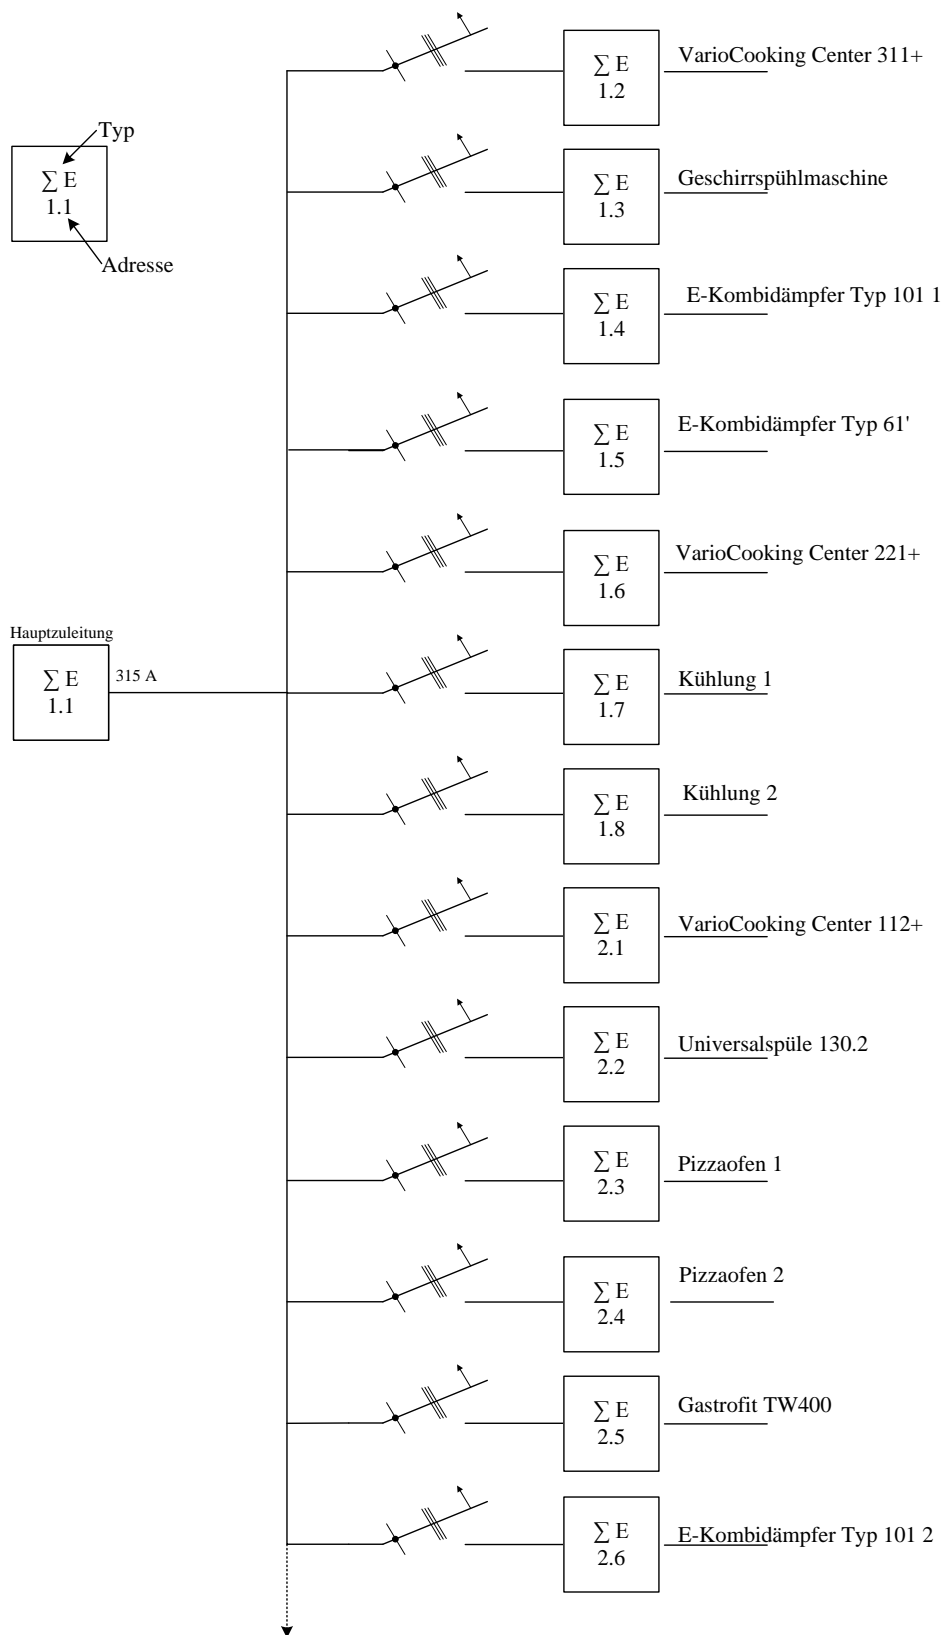 Typ
∑ E
1.1
Adresse
Hauptzuleitung
∑ E
1.1
315 A
∑ E
1.2
VarioCooking Center 311+
∑ E
1.3
Geschirrspühlmaschine
∑ E
1.4
E-Kombidämpfer Typ 101 1
∑ E
1.5
E-Kombidämpfer Typ 61'
∑ E
1.6
VarioCooking Center 221+
∑ E
1.7
Kühlung 1
∑ E
1.8
Kühlung 2
∑ E
2.1
VarioCooking Center 112+
∑ E
2.2
Universalspüle 130.2
∑ E
2.3
Pizzaofen 1
∑ E
2.4
Pizzaofen 2
∑ E
2.5
Gastrofit TW400
∑ E
2.6
E-Kombidämpfer Typ 101 2